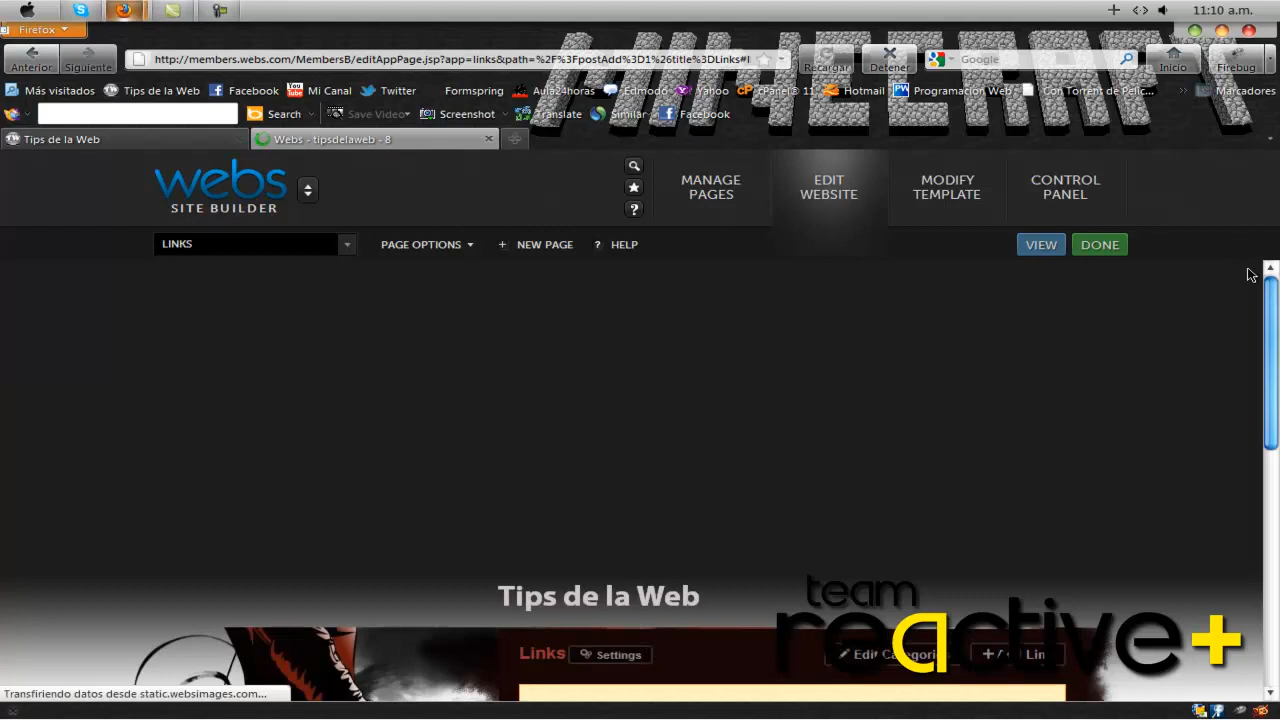 11:10 a.m.
Firefox
MINECRAFT
Anterior Siguiente http://members.webs.com/MembersB/editAppPage.jsp?app=links&path=%2F%3FpostAdd%3D1%26title%3DLinks# Recargar Detener Google Inicio Firebug
Más visitados Tips de la Web Facebook Mi Canal Twitter Formspring Aula24horas Edmodo Yahoo cPanel® 11 Hotmail Programación Web Con Torrent de Pelíc... Marcadores
Search Save Video Screenshot Translate Similar Facebook
Tips de la Web Webs - tipsdelaweb - 8
webs
SITE BUILDER
MANAGE PAGES
EDIT WEBSITE
MODIFY TEMPLATE
CONTROL PANEL
LINKS PAGE OPTIONS + NEW PAGE ? HELP VIEW DONE
Tips de la Web
team
reactive+
Links Settings Edit
Transfiriendo datos desde static.websimages.com...